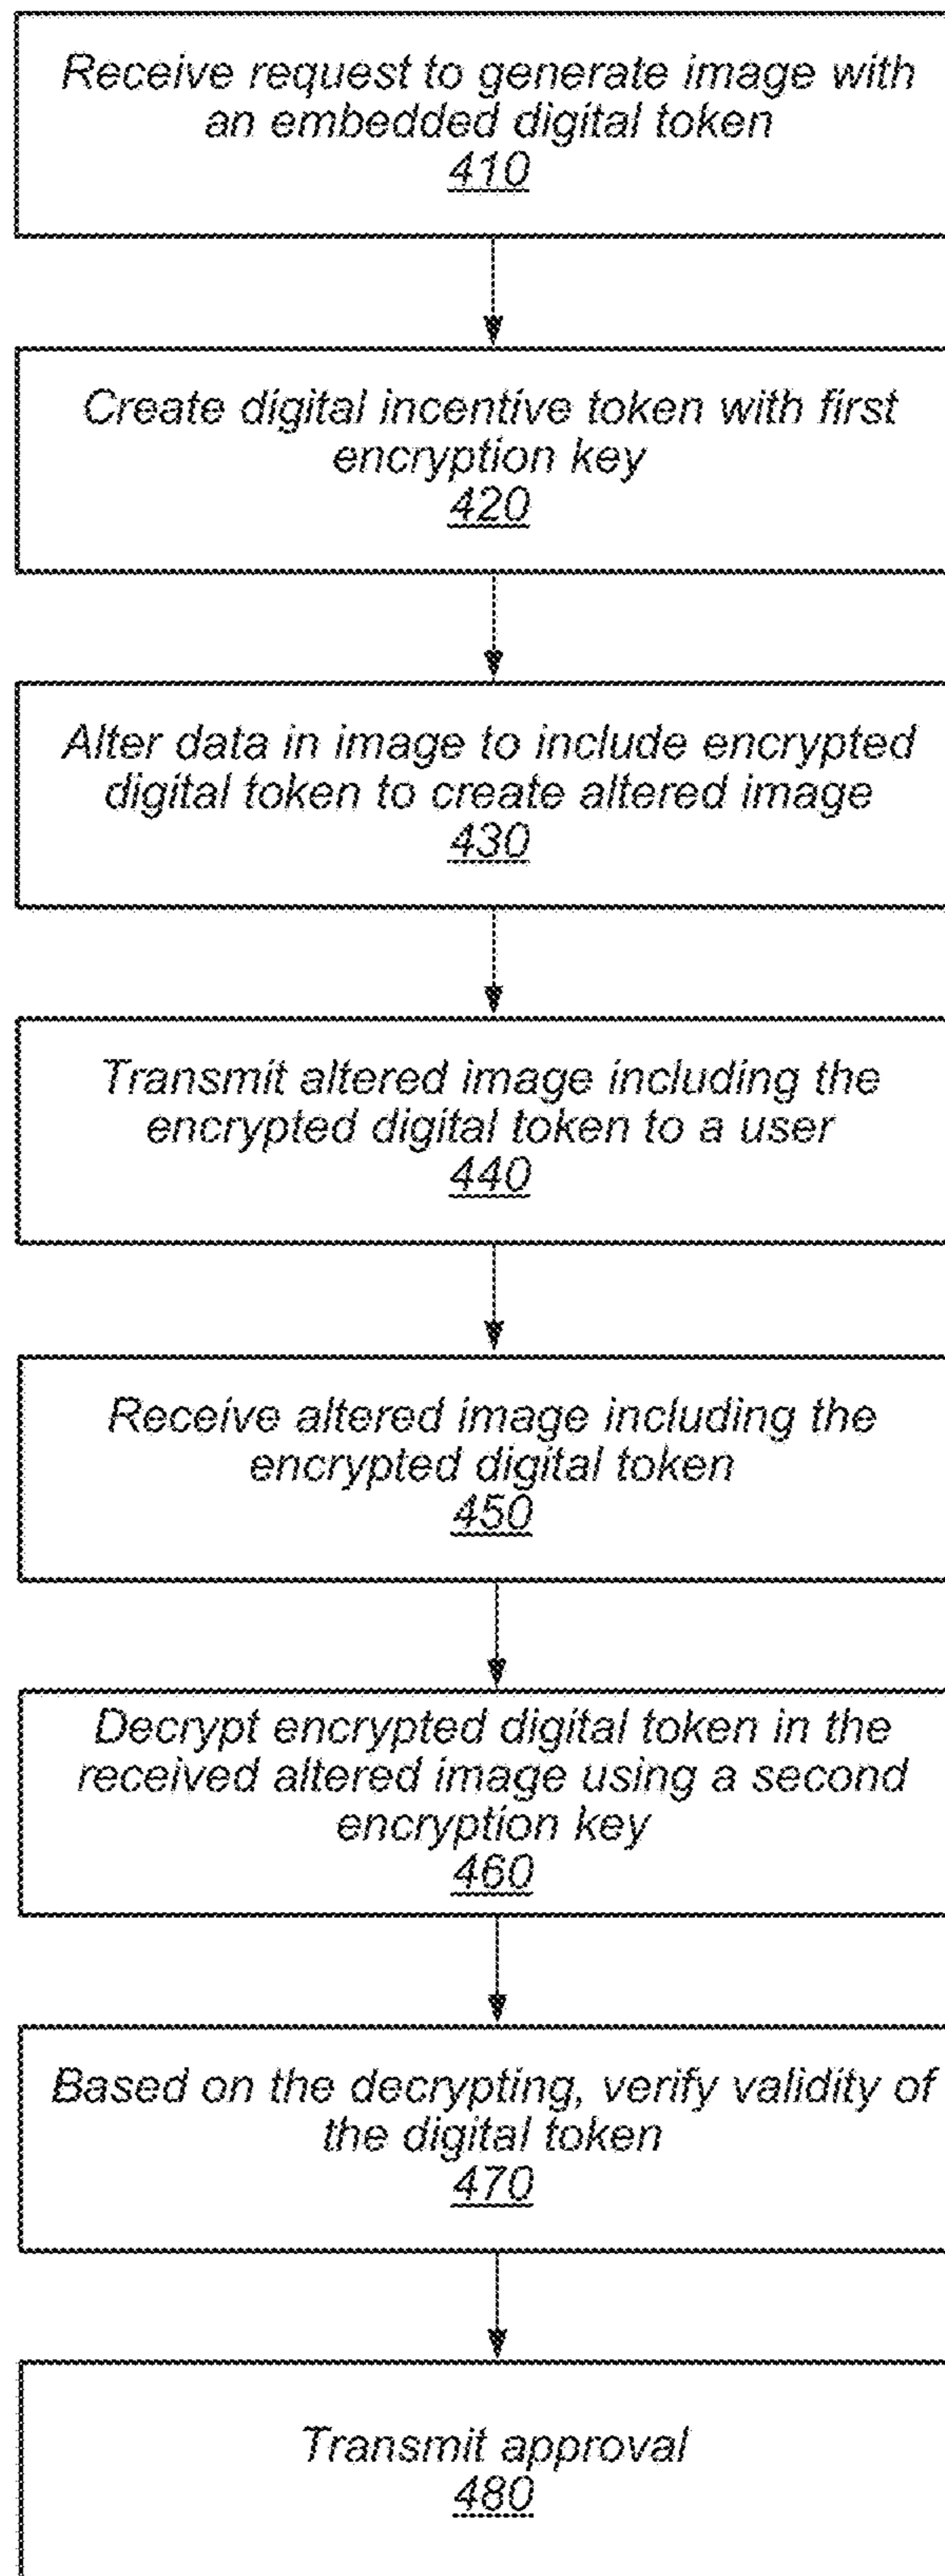 Receive request to generate image with
an embedded digital token
410
Create digital incentive token with first
encryption key
420
Alter data in image to include encrypted
digital token to create altered image
430
Transmit altered image including the
encrypted digital token to a user
440
Receive altered image including the
encrypted digital token
450
Decrypt encrypted digital token in the
received altered image using a second
encryption key
460
Based on the decrypting, verify validity of
the digital token
470
Transmit approval
480